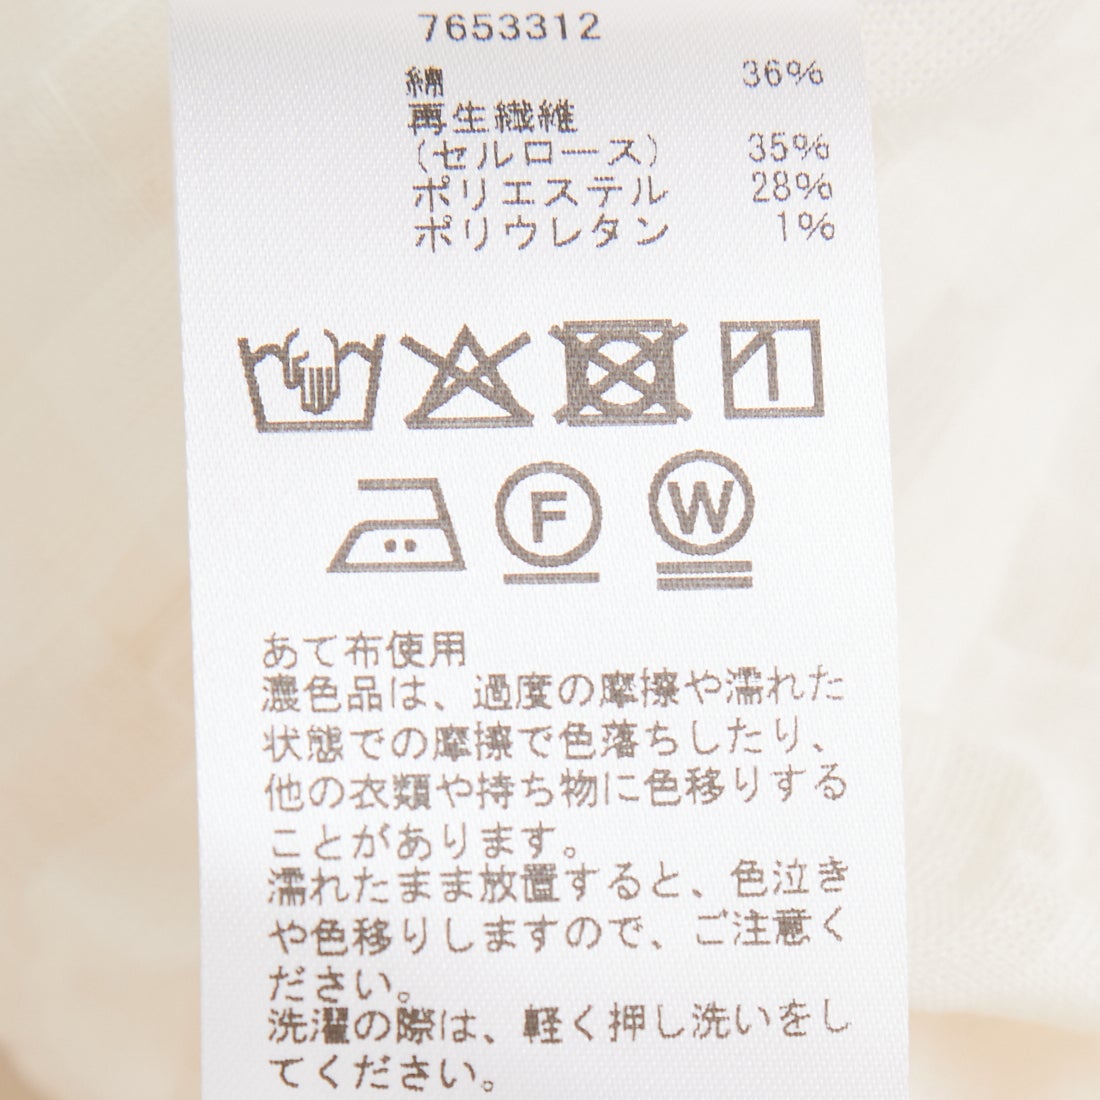 7653312
綿 36%
再生繊維
(セルロース) 35%
ポリエステル 28%
ポリウレタン 1%
F W
あて布使用
濃色品は、過度の摩擦や濡れた
状態での摩擦で色落ちしたり、
他の衣類や持ち物に色移りする
ことがあります。
濡れたまま放置すると、色泣き
や色移りしますので、ご注意く
ださい。
洗濯の際は、軽く押し洗いをし
てください。